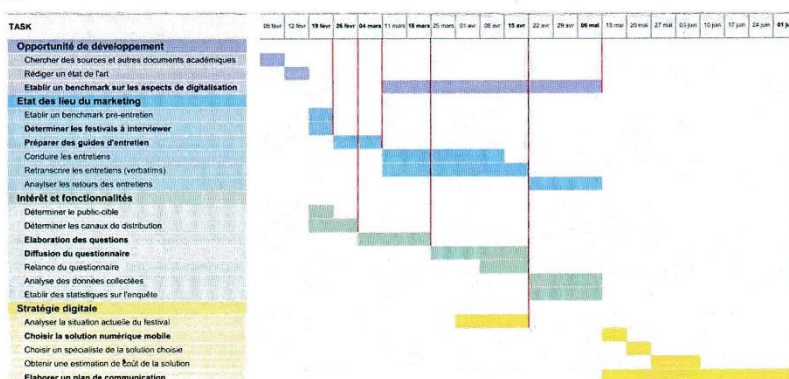 TASK 05 févr 12 févr 19 févr 26 févr 04 mars 11 mars 18 mars 25 mars 01 avr 08 avr 15 avr 22 avr 29 avr 06 mai 13 mai 20 mai 27 mai 03 juin 10 juin 17 juin 24 juin 01 j
Opportunité de développement
Chercher des sources et autres documents académiques
Rédiger un état de l'art
Etablir un benchmark sur les aspects de digitalisation
Etat des lieu du marketing
Etablir un benchmark pré-entretien
Déterminer les festivals à interviewer
Préparer des guides d'entretien
Conduire les entretiens
Retranscrire les entretiens (verbatims)
Anaylser les retours des entretiens
Intérêt et fonctionnalités
Déterminer le public-cible
Déterminer les canaux de distribution
Elaboration des questions
Diffusion du questionnaire
Relance du questionnaire
Analyse des données collectées
Etablir des statistiques sur l'enquête
Stratégie digitale
Analyser la situation actuelle du festival
Choisir la solution numérique mobile
Choisir un spécialiste de la solution choisie
Obtenir une estimation de coût de la solution
Elaborer un plan de communication